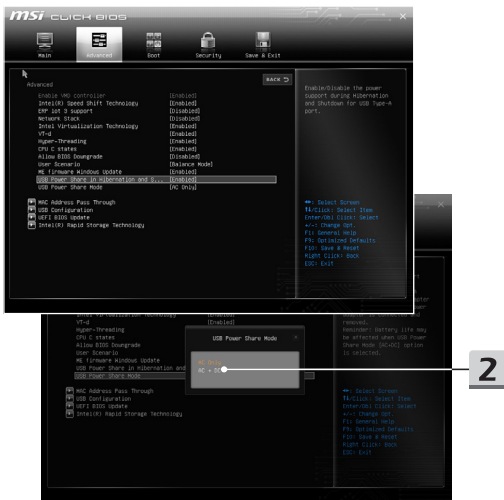 msi CLICK BIOS
Main
Advanced
Boot
Security
Save & Exit
BACK
Advanced
Enable VMD controller [Enabled]
Intel(R) Speed Shift Technology [Enabled]
ERP Lot 3 Support [Disabled]
Network Stack [Disabled]
Intel Virtualization Technology [Enabled]
VT-d [Enabled]
Hyper-Threading [Enabled]
CPU C states [Enabled]
Allow BIOS Downgrade [Disabled]
User Scenario [Balance Mode]
ME firmware Windows Update [Enabled]
USB Power Share in Hibernation and S... [Enabled]
USB Power Share Mode [AC Only]
MAC Address Pass Through
USB Configuration
UEFI BIOS Update
Intel(R) Rapid Storage Technology
Enable/Disable the power
support during Hibernation
and Shutdown for USB Type-A
port.
: Select Screen
/Click: Select Item
Enter/Dbl Click: Select
+/-: Change Opt.
F1: General Help
F9: Optimized Defaults
F10: Save & Reset
Right Click: Back
ESC: Exit
Intel Virtualization Technology [Enabled]
VT-d [Enabled]
Hyper-Threading
CPU C states
Allow BIOS Downgrade
User Scenario
ME firmware Windows Update
USB Power Share in Hibernation and
USB Power Share Mode
MAC Address Pass Through
USB Configuration
UEFI BIOS Update
Intel(R) Rapid Storage Technology
USB Power Share Mode
AC Only
AC + DC
removed.
Reminder: Battery life may
be affected when USB Power
Share Mode [AC+DC] option
is selected.
: Select Screen
/Click: Select Item
Enter/Dbl Click: Select
+/-: Change Opt.
F1: General Help
F9: Optimized Defaults
F10: Save & Reset
Right Click: Back
ESC: Exit
2